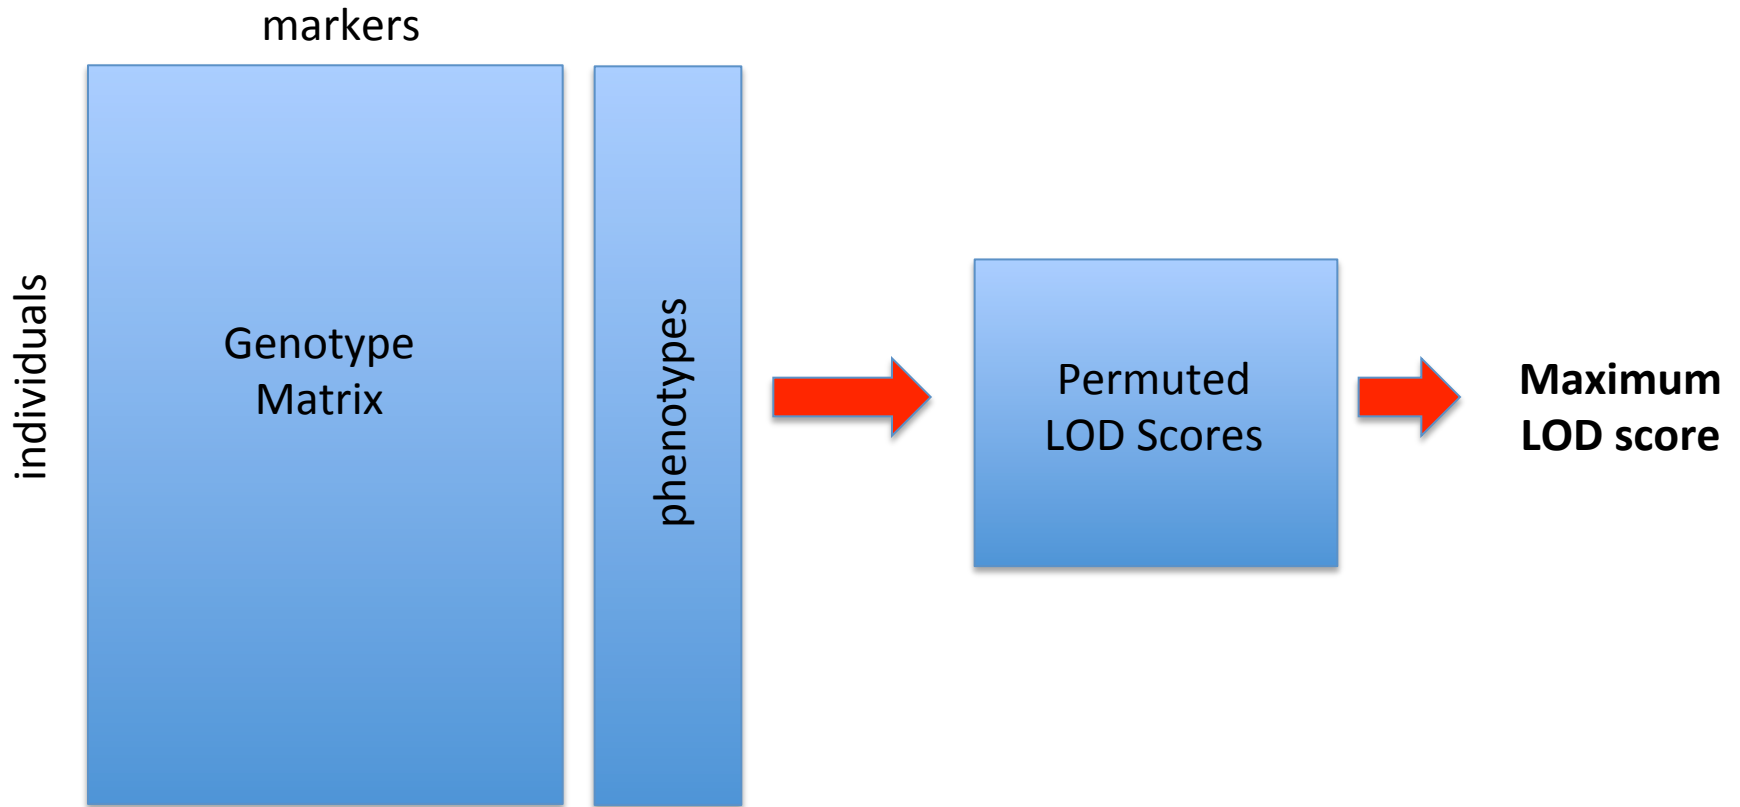 markers
individuals
Genotype
Matrix
phenotypes
Permuted
LOD Scores
Maximum
LOD score